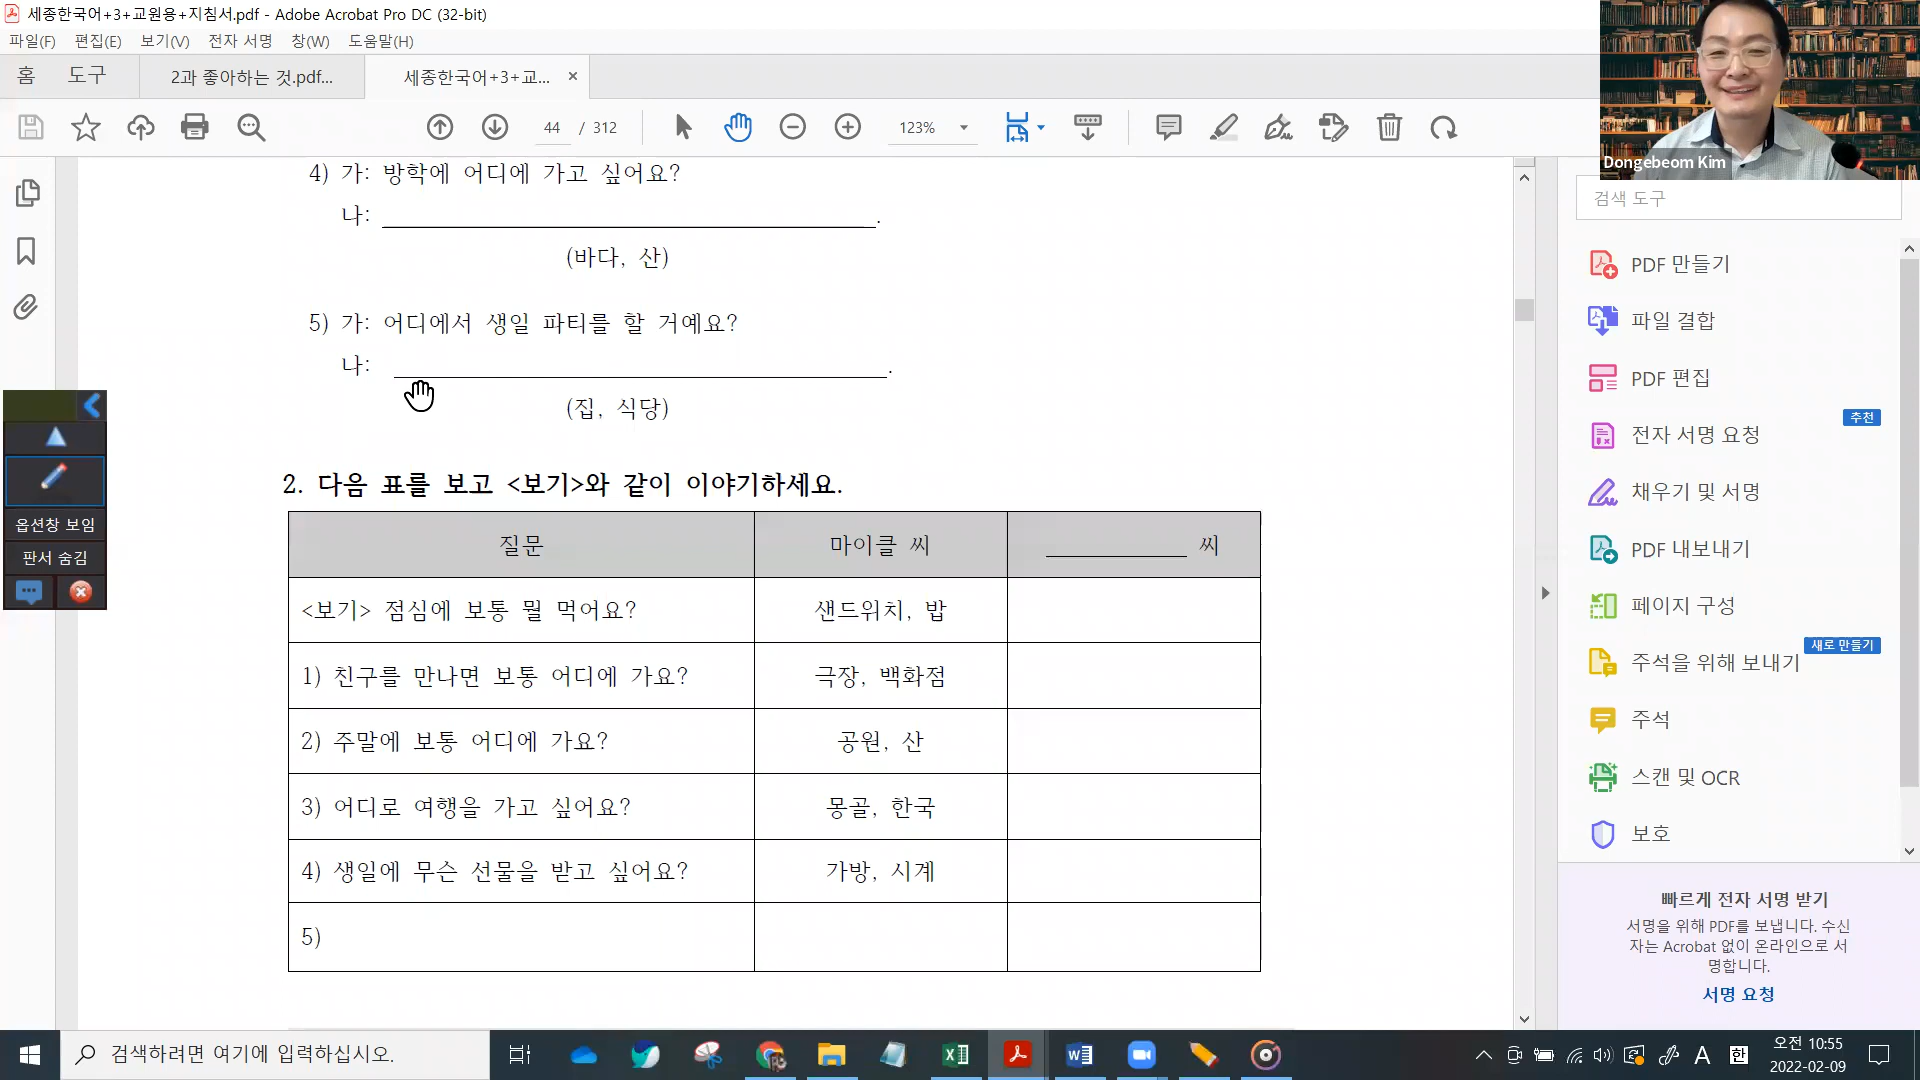 세종한국어+3+교원용+지침서.pdf - Adobe Acrobat Pro DC (32-bit)
파일(F) 편집(E) 보기(V) 전자 서명 창(W) 도움말(H)
홈 도구 2과 좋아하는 것.pdf... 세종한국어+3+교... ×
44 / 312 123%
Dongebeom Kim
4) 가: 방학에 어디에 가고 싶어요?
나: ____________________.
(바다, 산)
5) 가: 어디에서 생일 파티를 할 거예요?
나: ____________________.
(집, 식당)
2. 다음 표를 보고 <보기>와 같이 이야기하세요.
질문 마이클 씨 __________ 씨
<보기> 점심에 보통 뭘 먹어요? 샌드위치, 밥
1) 친구를 만나면 보통 어디에 가요? 극장, 백화점
2) 주말에 보통 어디에 가요? 공원, 산
3) 어디로 여행을 가고 싶어요? 몽골, 한국
4) 생일에 무슨 선물을 받고 싶어요? 가방, 시계
5)
옵션창 보임
판서 숨김
검색 도구
PDF 만들기
파일 결합
PDF 편집
추천
전자 서명 요청
채우기 및 서명
PDF 내보내기
페이지 구성
새로 만들기
주석을 위해 보내기
주석
스캔 및 OCR
보호
빠르게 전자 서명 받기
서명을 위해 PDF를 보냅니다. 수신
자는 Acrobat 없이 온라인으로 서
명합니다.
서명 요청
검색하려면 여기에 입력하십시오.
A 한
오전 10:55
2022-02-09